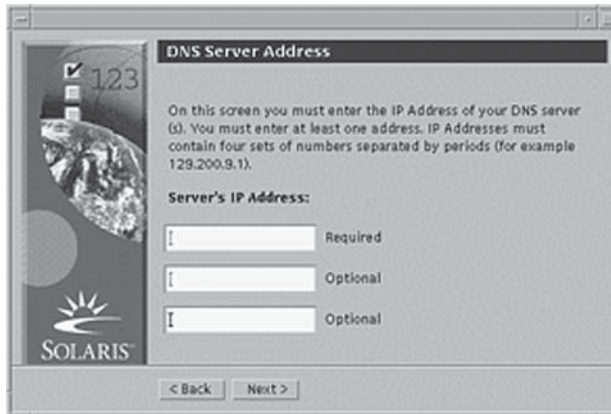 DNS Server Address
123
On this screen you must enter the IP Address of your DNS server
(s). You must enter at least one address. IP Addresses must
contain four sets of numbers separated by periods (for example
129.200.9.1).
Server's IP Address:
Required
Optional
Optional
SOLARIS™
< Back
Next >